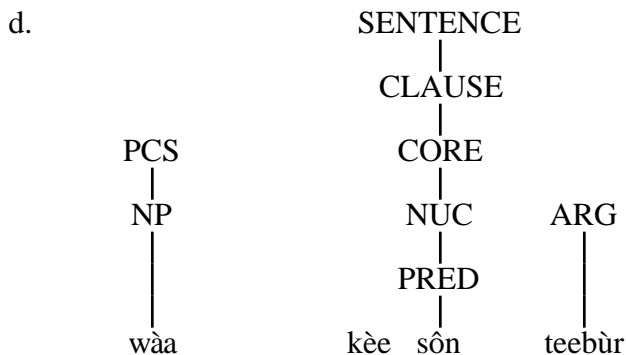 d. SENTENCE
CLAUSE
PCS CORE
NP NUC ARG
PRED
wàa kèe sôn teebùr